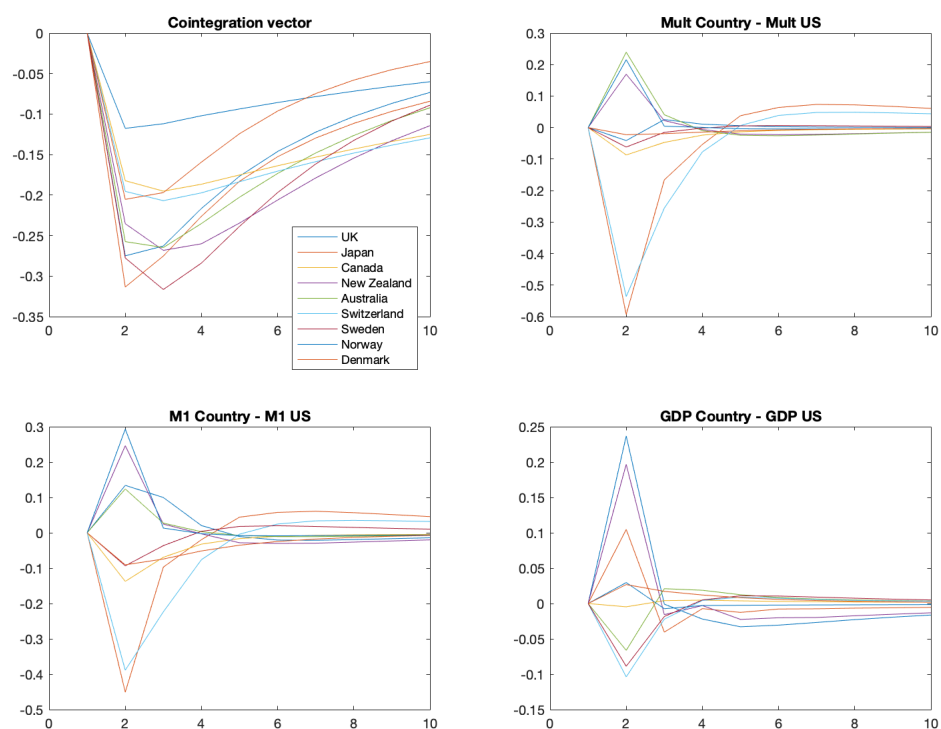 Cointegration vector
0
-0.05
-0.1
-0.15
-0.2
-0.25
-0.3
-0.35
0 2 4 6 8 10
UK
Japan
Canada
New Zealand
Australia
Switzerland
Sweden
Norway
Denmark
Mult Country - Mult US
0.3
0.2
0.1
0
-0.1
-0.2
-0.3
-0.4
-0.5
-0.6
0 2 4 6 8 10
M1 Country - M1 US
0.3
0.2
0.1
0
-0.1
-0.2
-0.3
-0.4
-0.5
0 2 4 6 8 10
GDP Country - GDP US
0.25
0.2
0.15
0.1
0.05
0
-0.05
-0.1
-0.15
0 2 4 6 8 10